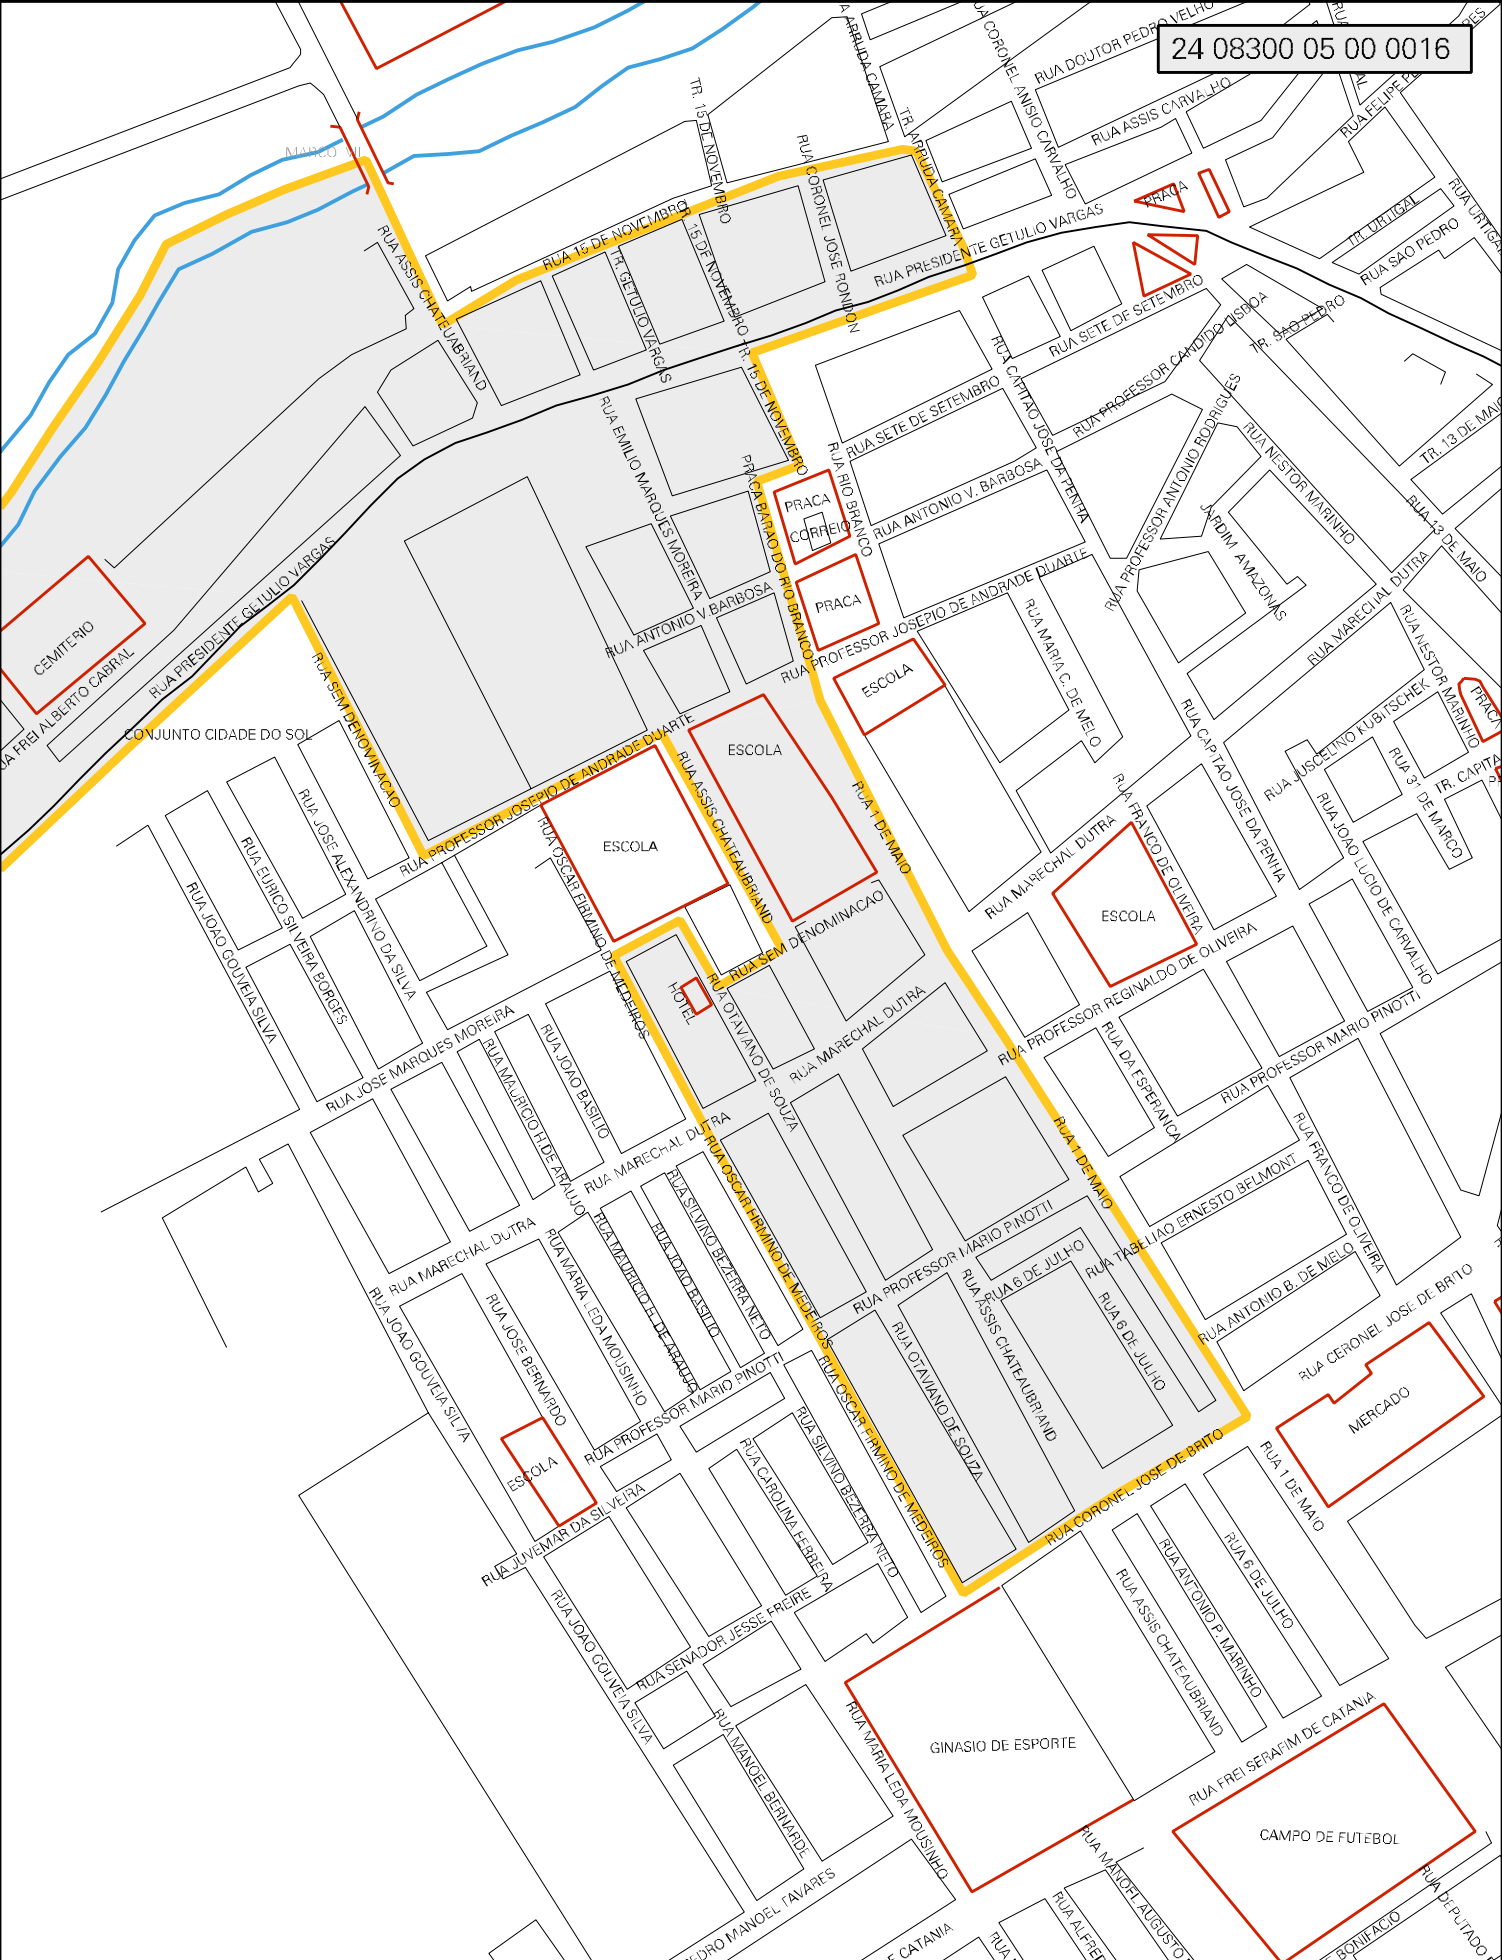 24 08300 05 00 0016
RUA DOUTOR PEDRO VELHO
RUA CORONEL ANISIO CARVALHO
RUA ASSIS CARVALHO
TR. 15 DE NOVEMBRO
TR. ARRUDA CAMARA
RUA CORONEL JOSE RONDON
PRACA
RUA 15 DE NOVEMBRO
RUA PRESIDENTE GETULIO VARGAS
TR. URTIGAL
RUA SAO PEDRO
RUA ASSIS CHATEUABRIAND
TR. GETULIO VARGAS
TR. 15 DE NOVEMBRO
RUA SETE DE SETEMBRO
RUA PROFESSOR CANDIDO LISBOA
TR. SAO PEDRO
TR. 15 DE NOVEMBRO
RUA CAPITAO JOSE DA PENHA
RUA SETE DE SETEMBRO
RUA EMILIO MARQUES MOREIRA
RUA PROFESSOR ANTONIO RODRIGUES
RUA NESTOR MARINHO
TR. 13 DE MAIO
RUA RIO BRANCO
RUA ANTONIO V. BARBOSA
PRACA BARAO DO RIO BRANCO
PRACA
CORREIO
JARDIM AMAZONAS
RUA 13 DE MAIO
PRACA
RUA PROFESSOR JOSEPIO DE ANDRADE DUARTE
RUA ANTONIO V.BARBOSA
RUA MARECHAL DUTRA
RUA PRESIDENTE GETULIO VARGAS
CEMITERIO
RUA FREI ALBERTO CABRAL
RUA SEM DENOMINACAO
ESCOLA
RUA MARIA C. DE MELO
RUA NESTOR MARINHO
PRACA
RUA JUSCELINO KUBITSCHEK
CONJUNTO CIDADE DO SOL
ESCOLA
RUA PROFESSOR JOSEPIO DE ANDRADE DUARTE
RUA ASSIS CHATEAUBRIAND
RUA 1 DE MAIO
RUA CAPITAO JOSE DA PENHA
RUA 31 DE MARCO
RUA JOAO LUCIO DE CARVALHO
RUA FRANCO DE OLIVEIRA
RUA MARECHAL DUTRA
ESCOLA
RUA JOSE ALEXANDRINO DA SILVA
RUA EURICO SILVEIRA BORGES
RUA JOAO GOUVEIA SILVA
RUA OSCAR FIRMINO DE MEDEIROS
ESCOLA
RUA SEM DENOMINACAO
RUA PROFESSOR REGINALDO DE OLIVEIRA
HOTEL
RUA OTAVIANO DE SOUZA
RUA MARECHAL DUTRA
RUA JOSE MARQUES MOREIRA
RUA MAURICIO H.DE ARAUJO
RUA JOAO BASILIO
RUA DA ESPERANCA
RUA PROFESSOR MARIO PINOTTI
RUA MARECHAL DUTRA
RUA 1 DE MAIO
RUA FRANCO DE OLIVEIRA
RUA TABELIAO ERNESTO BELMONT
RUA OSCAR FIRMINO DE MEDEIROS
RUA SILVINO BEZERRA NETO
RUA JOAO BASILIO
RUA MAURICIO H. DE ARAUJO
RUA MARIA LEDA MOUSINHO
RUA MARECHAL DUTRA
RUA PROFESSOR MARIO PINOTTI
RUA 6 DE JULHO
RUA ANTONIO B. DE MELO
RUA CERONEL JOSE DE BRITO
RUA JOAO GOUVEIA SILVA
RUA JOSE BERNARDO
RUA OTAVIANO DE SOUZA
RUA ASSIS CHATEAUBRIAND
RUA 6 DE JULHO
MERCADO
RUA PROFESSOR MARIO PINOTTI
ESCOLA
RUA OSCAR FIRMINO DE MEDEIROS
RUA SILVINO BEZERRA NETO
RUA CAROLINA FERREIRA
RUA CORONEL JOSE DE BRITO
RUA 1 DE MAIO
RUA JUVEMAR DA SILVEIRA
RUA 6 DE JULHO
RUA ANTONIO P. MARINHO
RUA ASSIS CHATEAUBRIAND
RUA JOAO GOUVEIA SILVA
RUA SENADOR JESSE FREIRE
RUA MANOEL BERNARDE
RUA MARIA LEDA MOUSINHO
GINASIO DE ESPORTE
RUA FREI SERAFIM DE CATANIA
CAMPO DE FUTEBOL
RUA MANOEL AUGUSTO